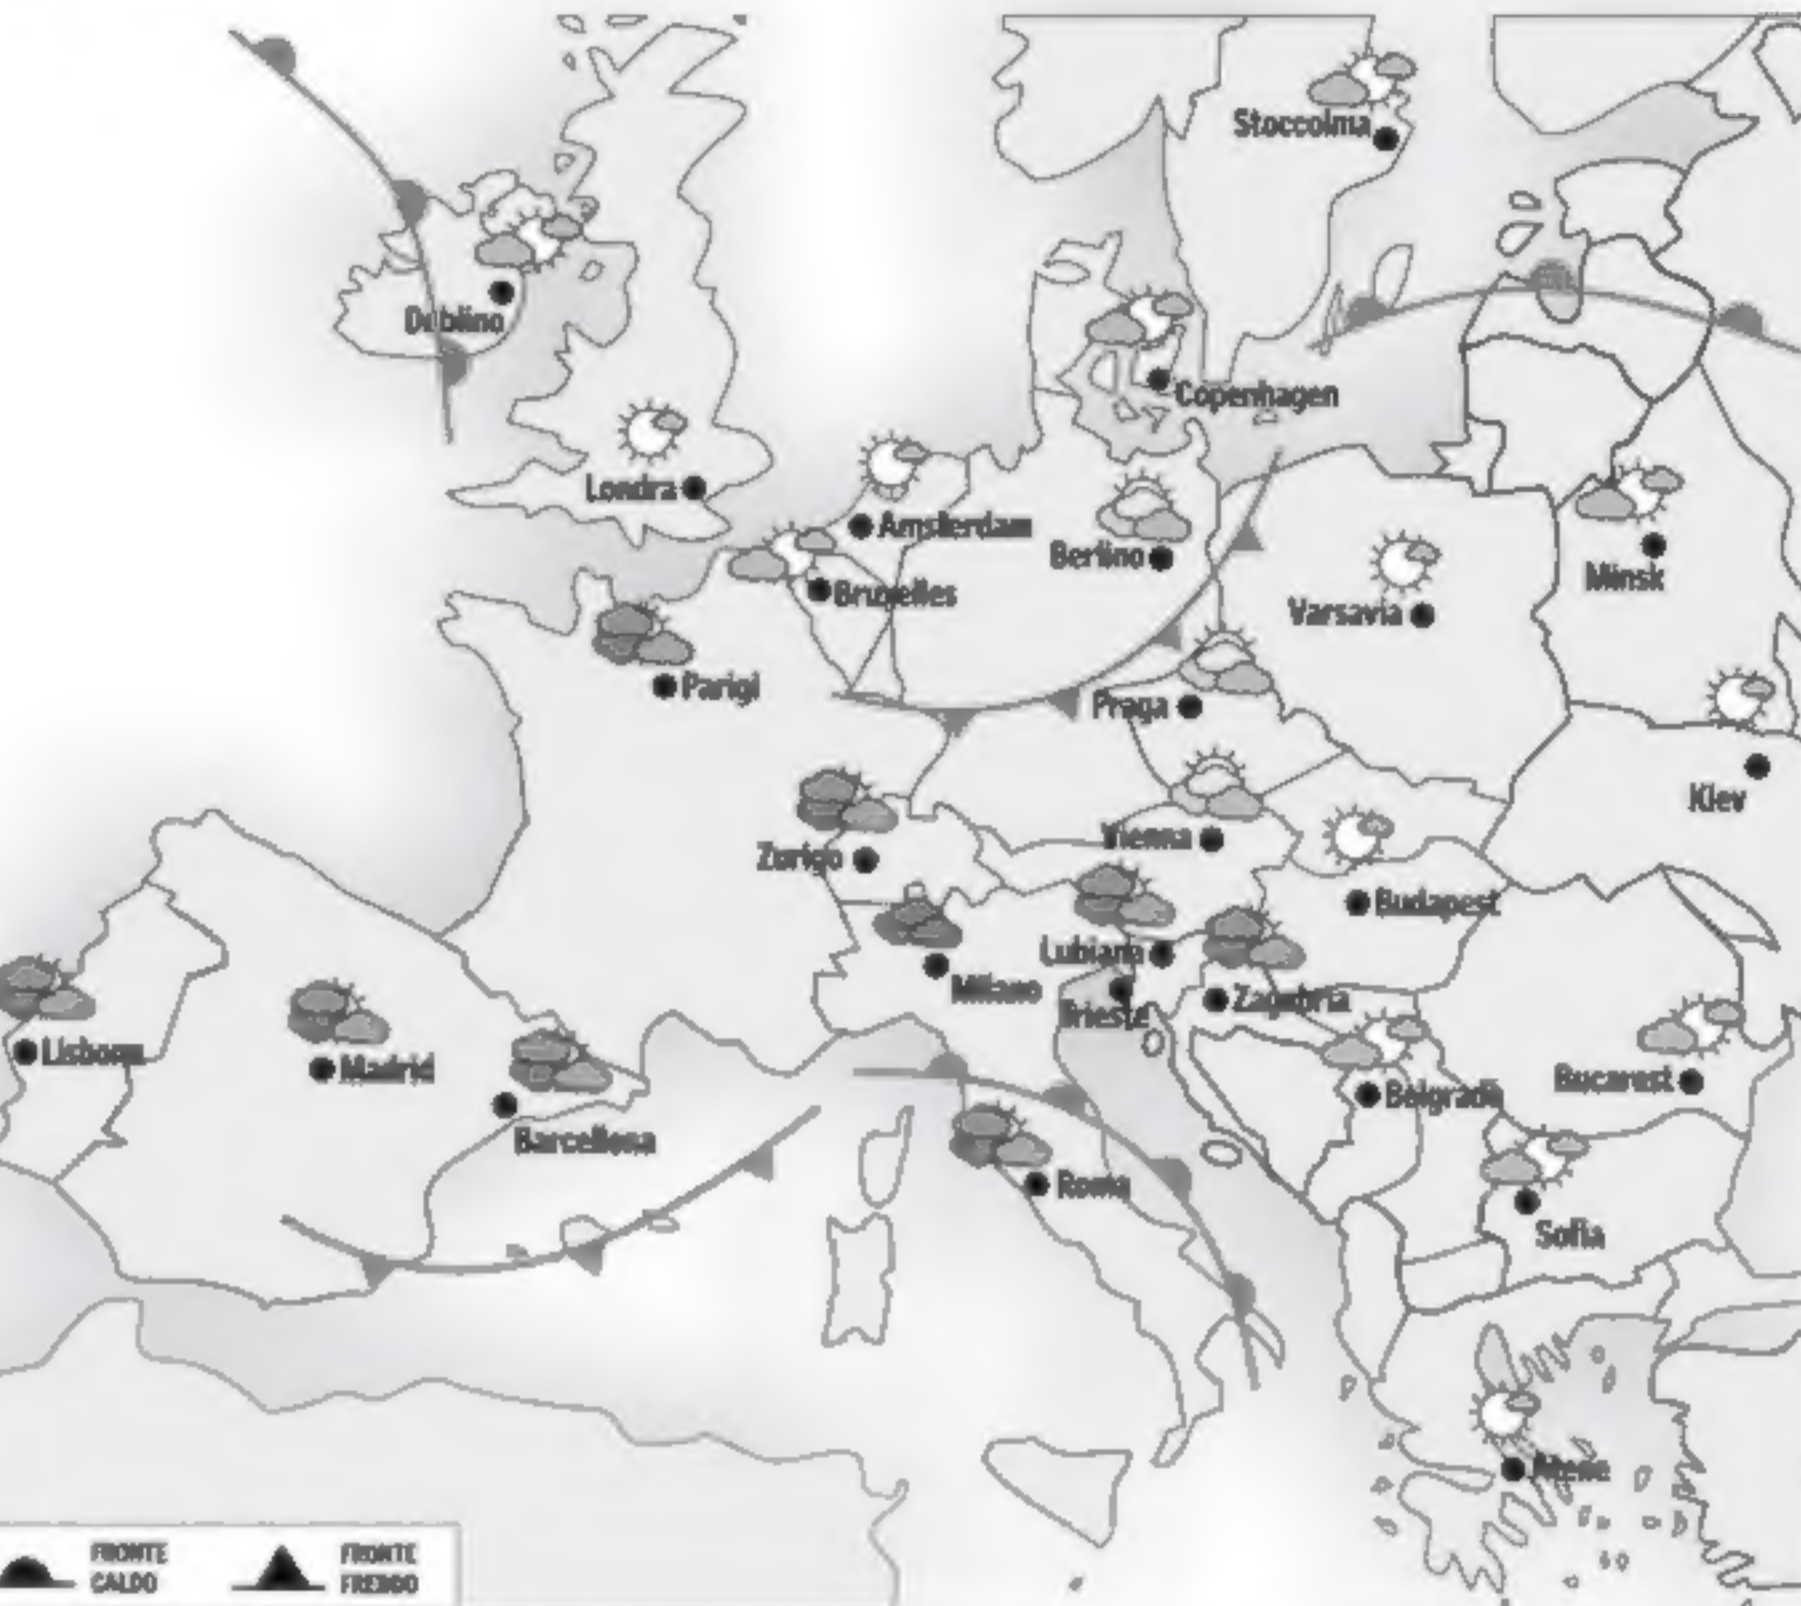 Stoccolma
Dublino
Copenhagen
Londra
Amsterdam
Berlino
Minsk
Bruxelles
Varsavia
Parigi
Praga
Kiev
Vienna
Zurigo
Budapest
Lubiana
Milano
Zagabria
Trieste
Lisbona
Madrid
Bucarest
Belgrado
Barcellona
Roma
Sofia
Atene
FRONTE
CALDO
FRONTE
FREDDO